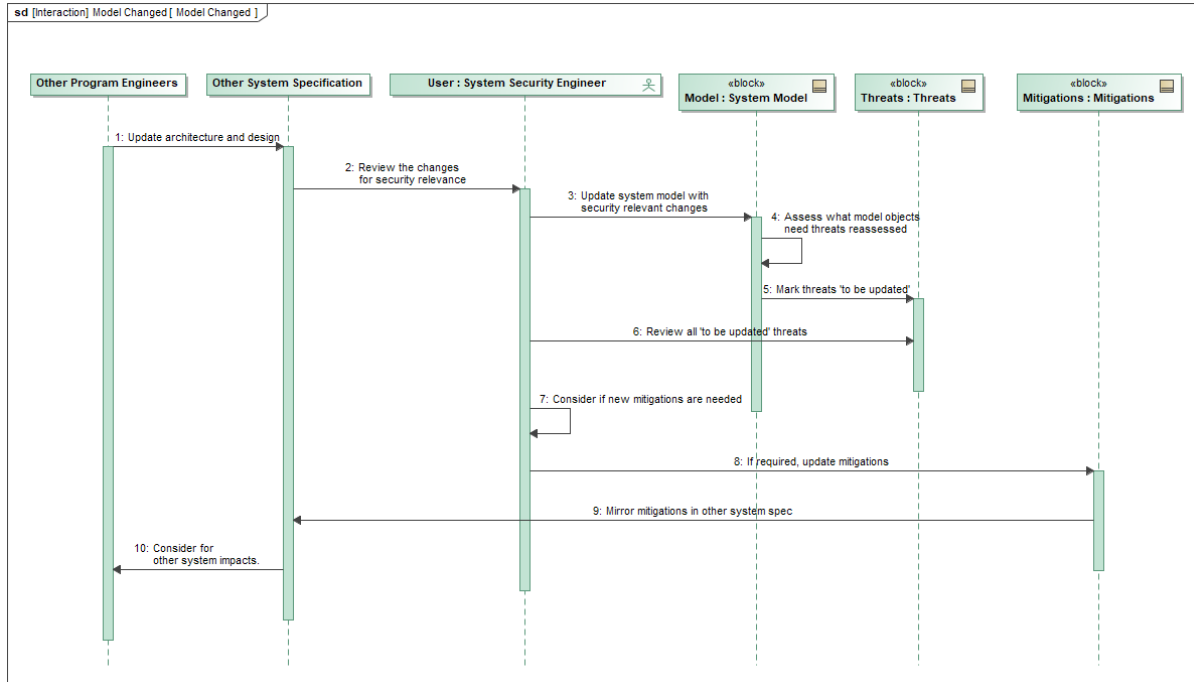 sd [Interaction] Model Changed [ Model Changed ]
Other Program Engineers
Other System Specification
User : System Security Engineer
«block»
Model : System Model
«block»
Threats : Threats
«block»
Mitigations : Mitigations
1: Update architecture and design
2: Review the changes
for security relevance
3: Update system model with
security relevant changes
4: Assess what model objects
need threats reassessed
5: Mark threats 'to be updated'
6: Review all 'to be updated' threats
7: Consider if new mitigations are needed
8: If required, update mitigations
9: Mirror mitigations in other system spec
10: Consider for
other system impacts.